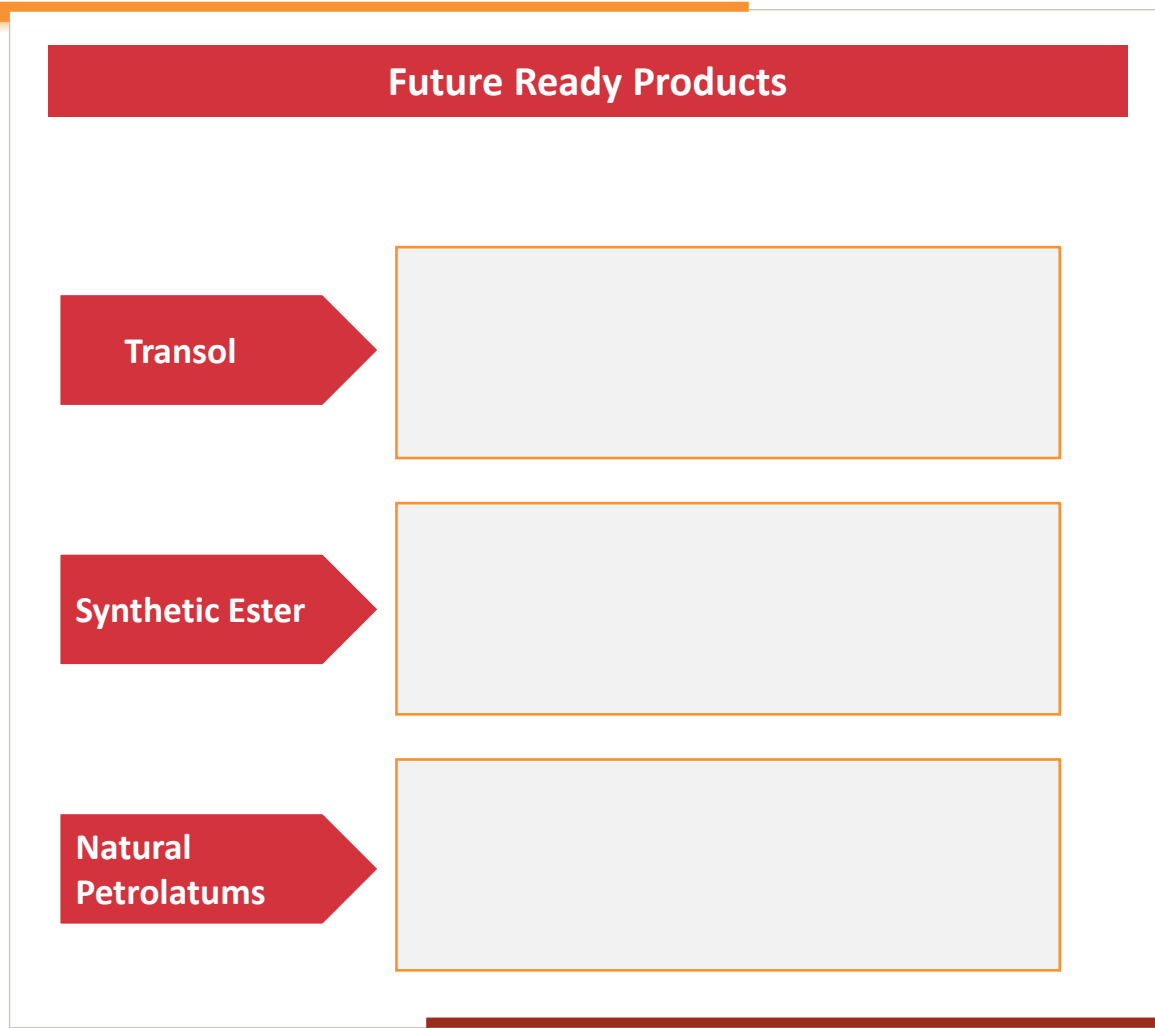 Future Ready Products
Transol
Synthetic Ester
Natural
Petrolatums